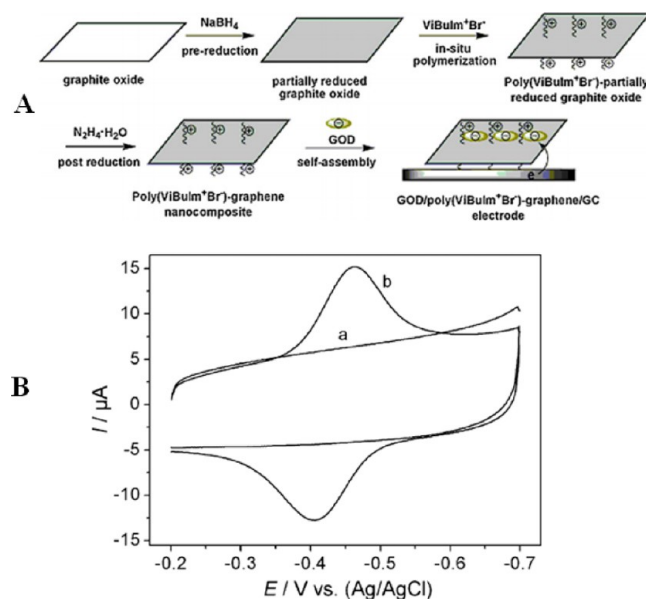 NaBH4
pre-reduction
ViBuIm+Br-
in-situ
polymerization
graphite oxide
partially reduced
graphite oxide
Poly(ViBuIm+Br-)-partially
reduced graphite oxide
A
N2H4·H2O
post reduction
GOD
self-assembly
e
Poly(ViBuIm+Br-)-graphene
nanocomposite
GOD/poly(ViBuIm+Br-)-graphene/GC
electrode
B
15
10
5
0
-5
-10
-15
I / µA
a
b
-0.2 -0.3 -0.4 -0.5 -0.6 -0.7
E / V vs. (Ag/AgCl)